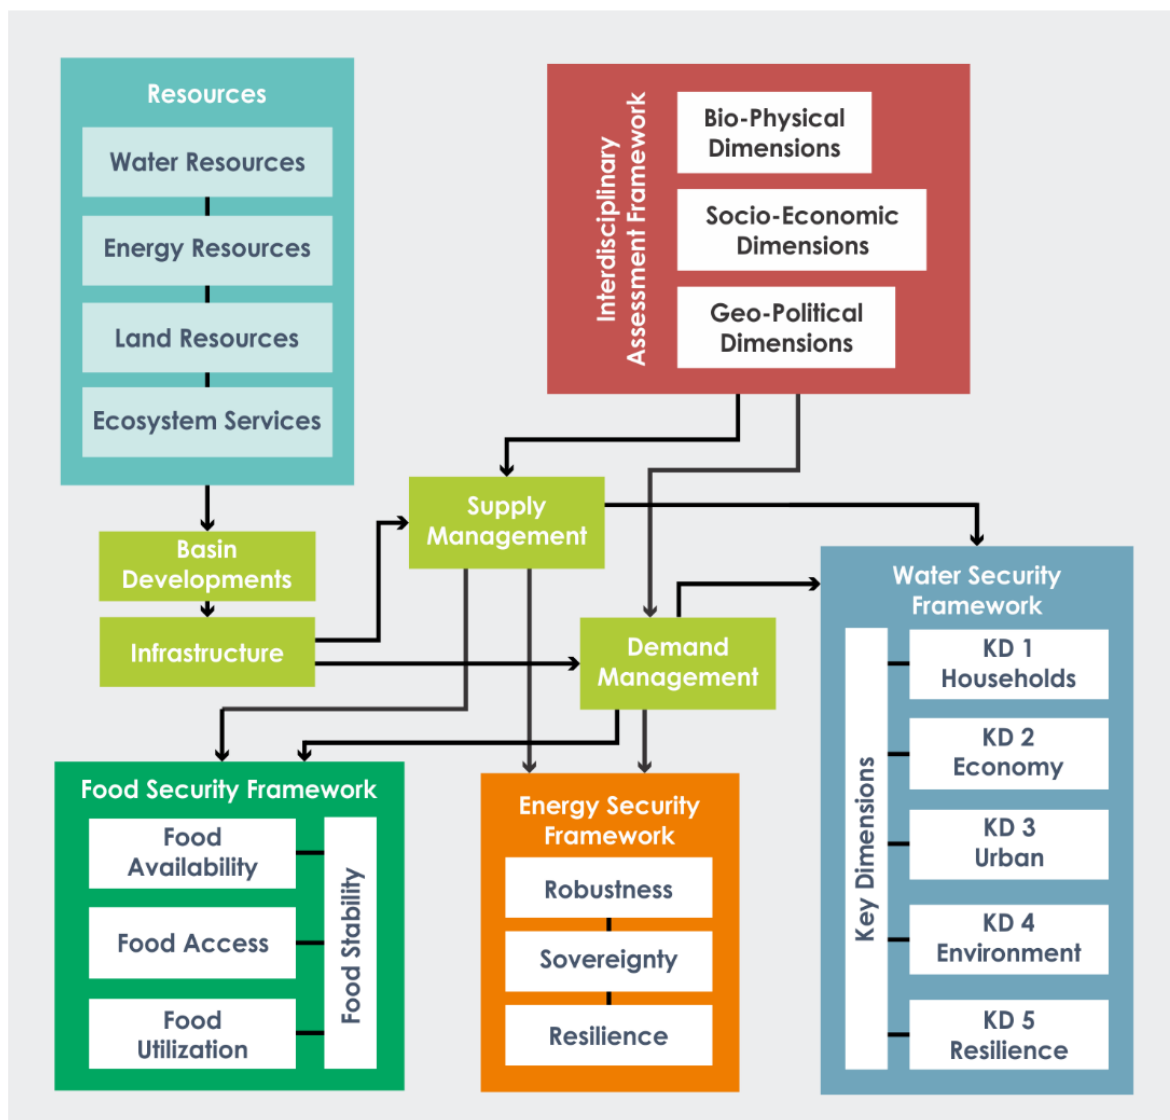 Resources
Water Resources
Energy Resources
Land Resources
Ecosystem Services
Interdisciplinary
Assessment Framework
Bio-Physical
Dimensions
Socio-Economic
Dimensions
Geo-Political
Dimensions
Supply
Management
Basin
Developments
Infrastructure
Demand
Management
Water Security
Framework
Key Dimensions
KD 1
Households
KD 2
Economy
KD 3
Urban
KD 4
Environment
KD 5
Resilience
Food Security Framework
Food
Availability
Food Access
Food
Utilization
Food Stability
Energy Security
Framework
Robustness
Sovereignty
Resilience